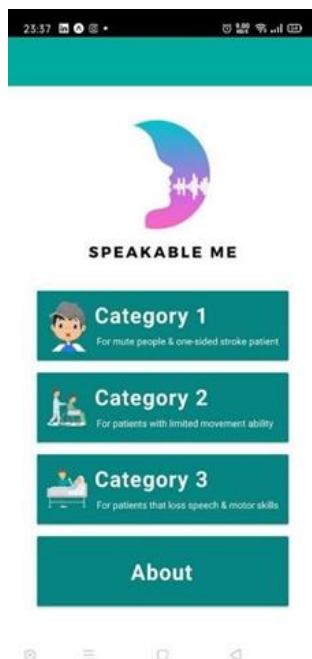 23:37
SPEAKABLE ME
Category 1
For mute people & one-sided stroke patient
Category 2
For patients with limited movement ability
Category 3
For patients that loss speech & motor skills
About